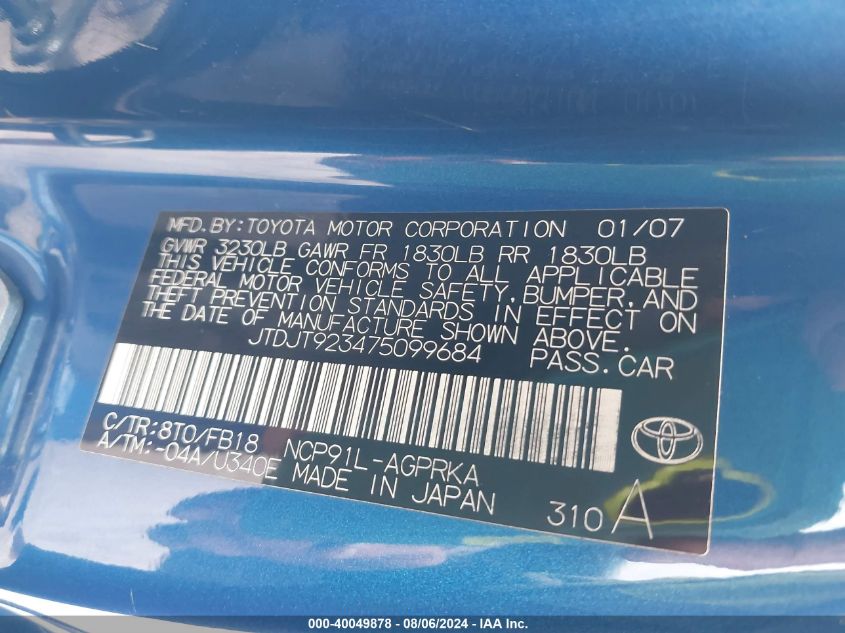 MFD.BY:TOYOTA MOTOR CORPORATION 01/07
GVWR 3230LB GAWR FR 1830LB RR 1830LB
THIS VEHICLE CONFORMS TO ALL APPLICABLE
FEDERAL MOTOR VEHICLE SAFETY,BUMPER,AND
THEFT PREVENTION STANDARDS IN EFFECT ON
THE DATE OF MANUFACTURE SHOWN ABOVE.
JTDJT923475099684 PASS.CAR
C/TR:8T0/FB18 NCP91L-AGPRKA
A/TM:-04A/U340E MADE IN JAPAN 310 A
000-40049878 - 08/06/2024 - IAA Inc.